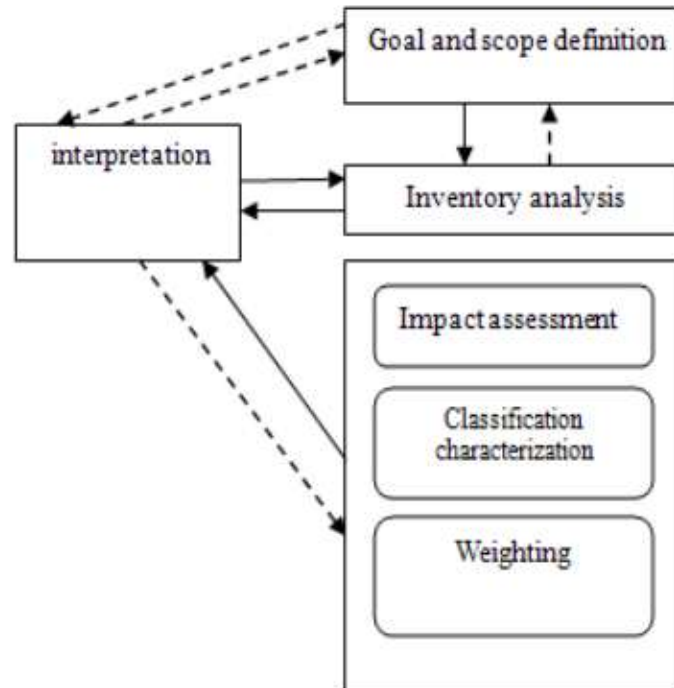 Goal and scope definition
interpretation
Inventory analysis
Impact assessment
Classification
characterization
Weighting